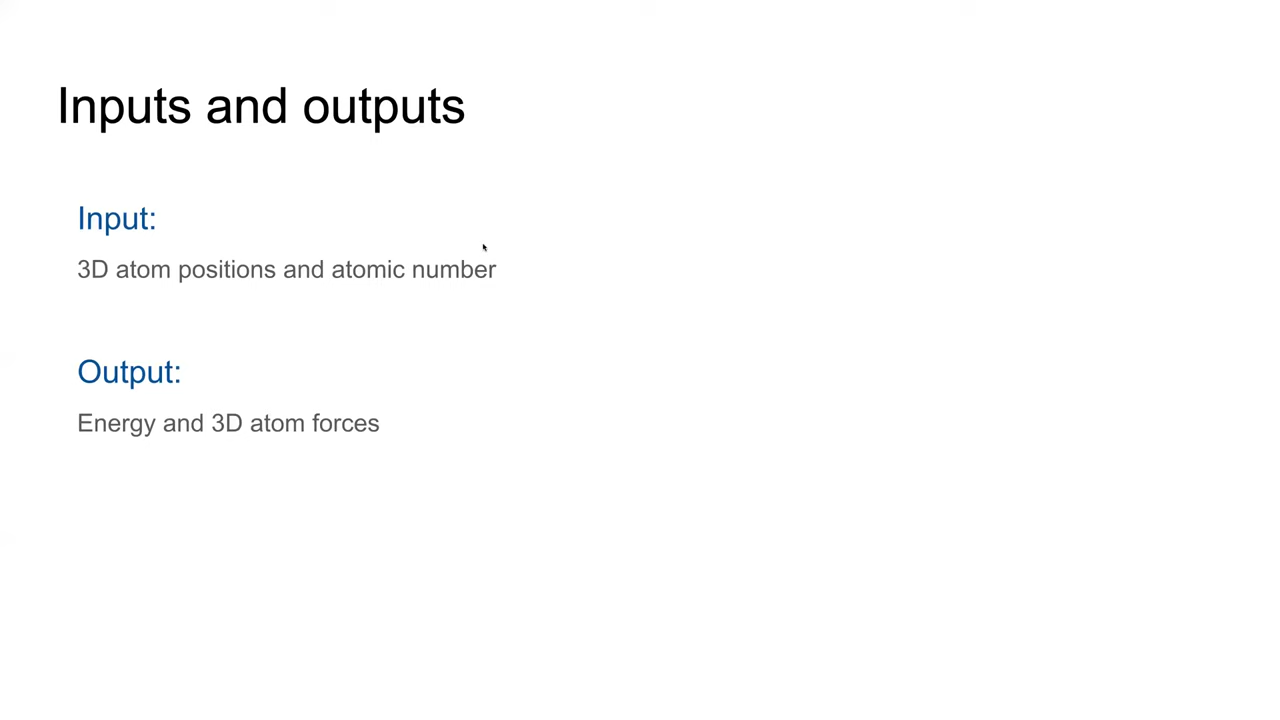 Inputs and outputs
Input:
3D atom positions and atomic number
Output:
Energy and 3D atom forces